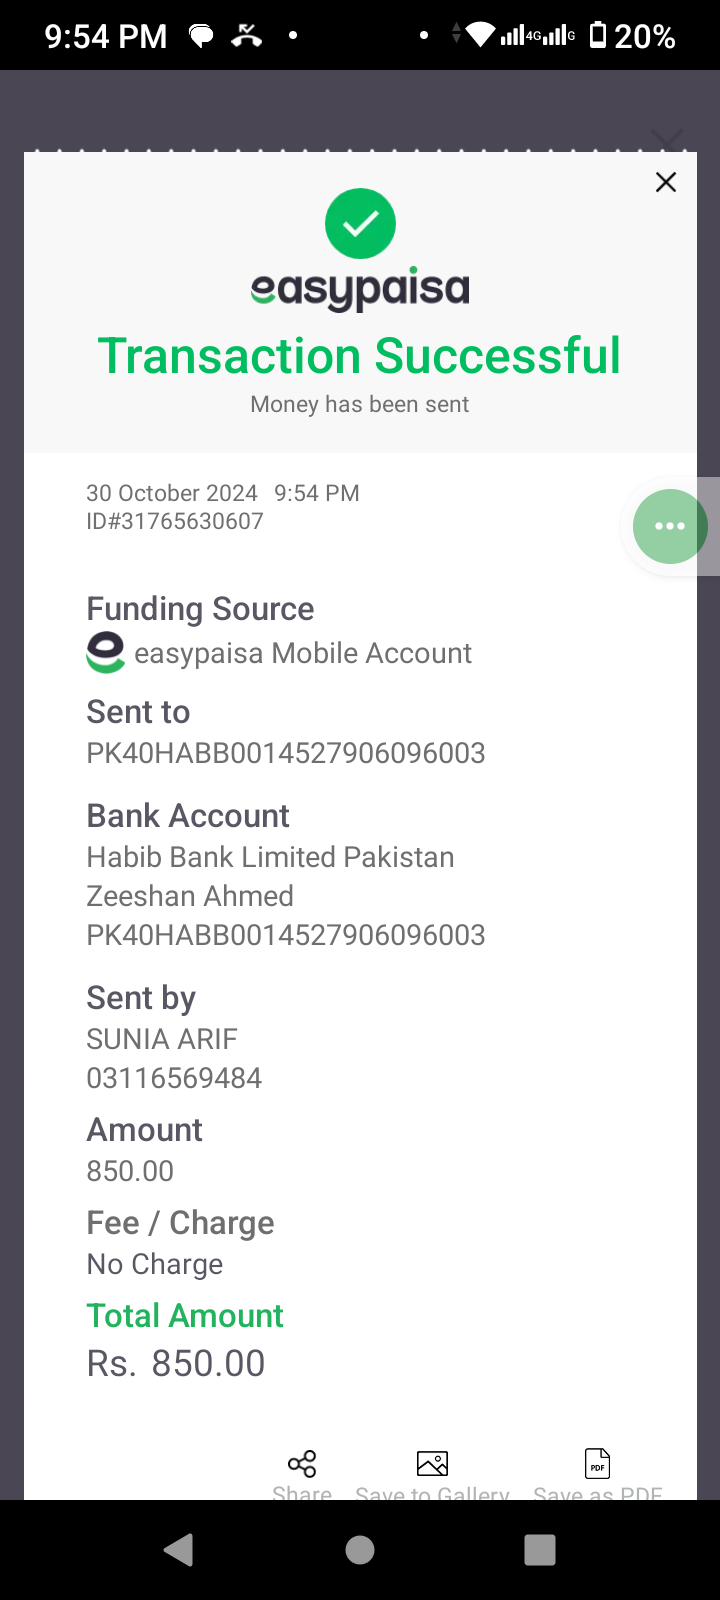 9:54 PM
4G G 20%
easypaisa
Transaction Successful
Money has been sent
30 October 2024 9:54 PM
ID#31765630607
Funding Source
easypaisa Mobile Account
Sent to
PK40HABB0014527906096003
Bank Account
Habib Bank Limited Pakistan
Zeeshan Ahmed
PK40HABB0014527906096003
Sent by
SUNIA ARIF
03116569484
Amount
850.00
Fee / Charge
No Charge
Total Amount
Rs. 850.00
PDF
Share Save to Gallery Save as PDF